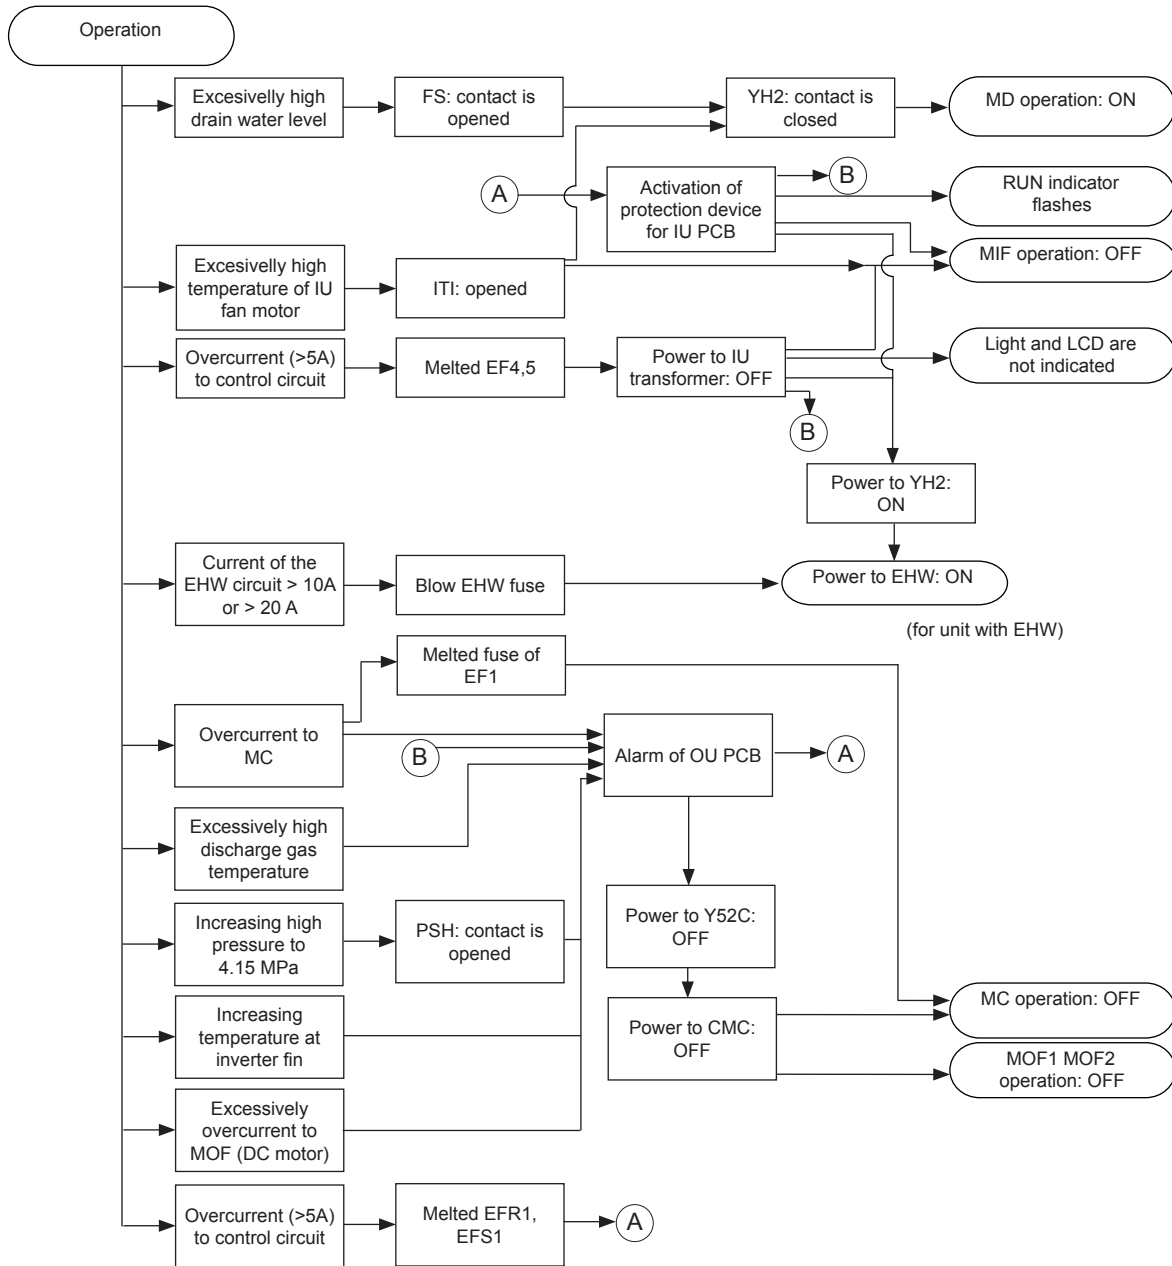 Operation
Excesivelly high
drain water level
FS: contact is
opened
YH2: contact is
closed
MD operation: ON
A
Activation of
protection device
for IU PCB
B
RUN indicator
flashes
MIF operation: OFF
Excesivelly high
temperature of IU
fan motor
ITI: opened
Overcurrent (>5A)
to control circuit
Melted EF4,5
Power to IU
transformer: OFF
Light and LCD are
not indicated
B
Power to YH2:
ON
Current of the
EHW circuit > 10A
or > 20 A
Blow EHW fuse
Power to EHW: ON
(for unit with EHW)
Melted fuse of
EF1
Overcurrent to
MC
B
Alarm of OU PCB
A
Excessively high
discharge gas
temperature
Increasing high
pressure to
4.15 MPa
PSH: contact is
opened
Power to Y52C:
OFF
Increasing
temperature at
inverter fin
Power to CMC:
OFF
MC operation: OFF
MOF1 MOF2
operation: OFF
Excessively
overcurrent to
MOF (DC motor)
Overcurrent (>5A)
to control circuit
Melted EFR1,
EFS1
A